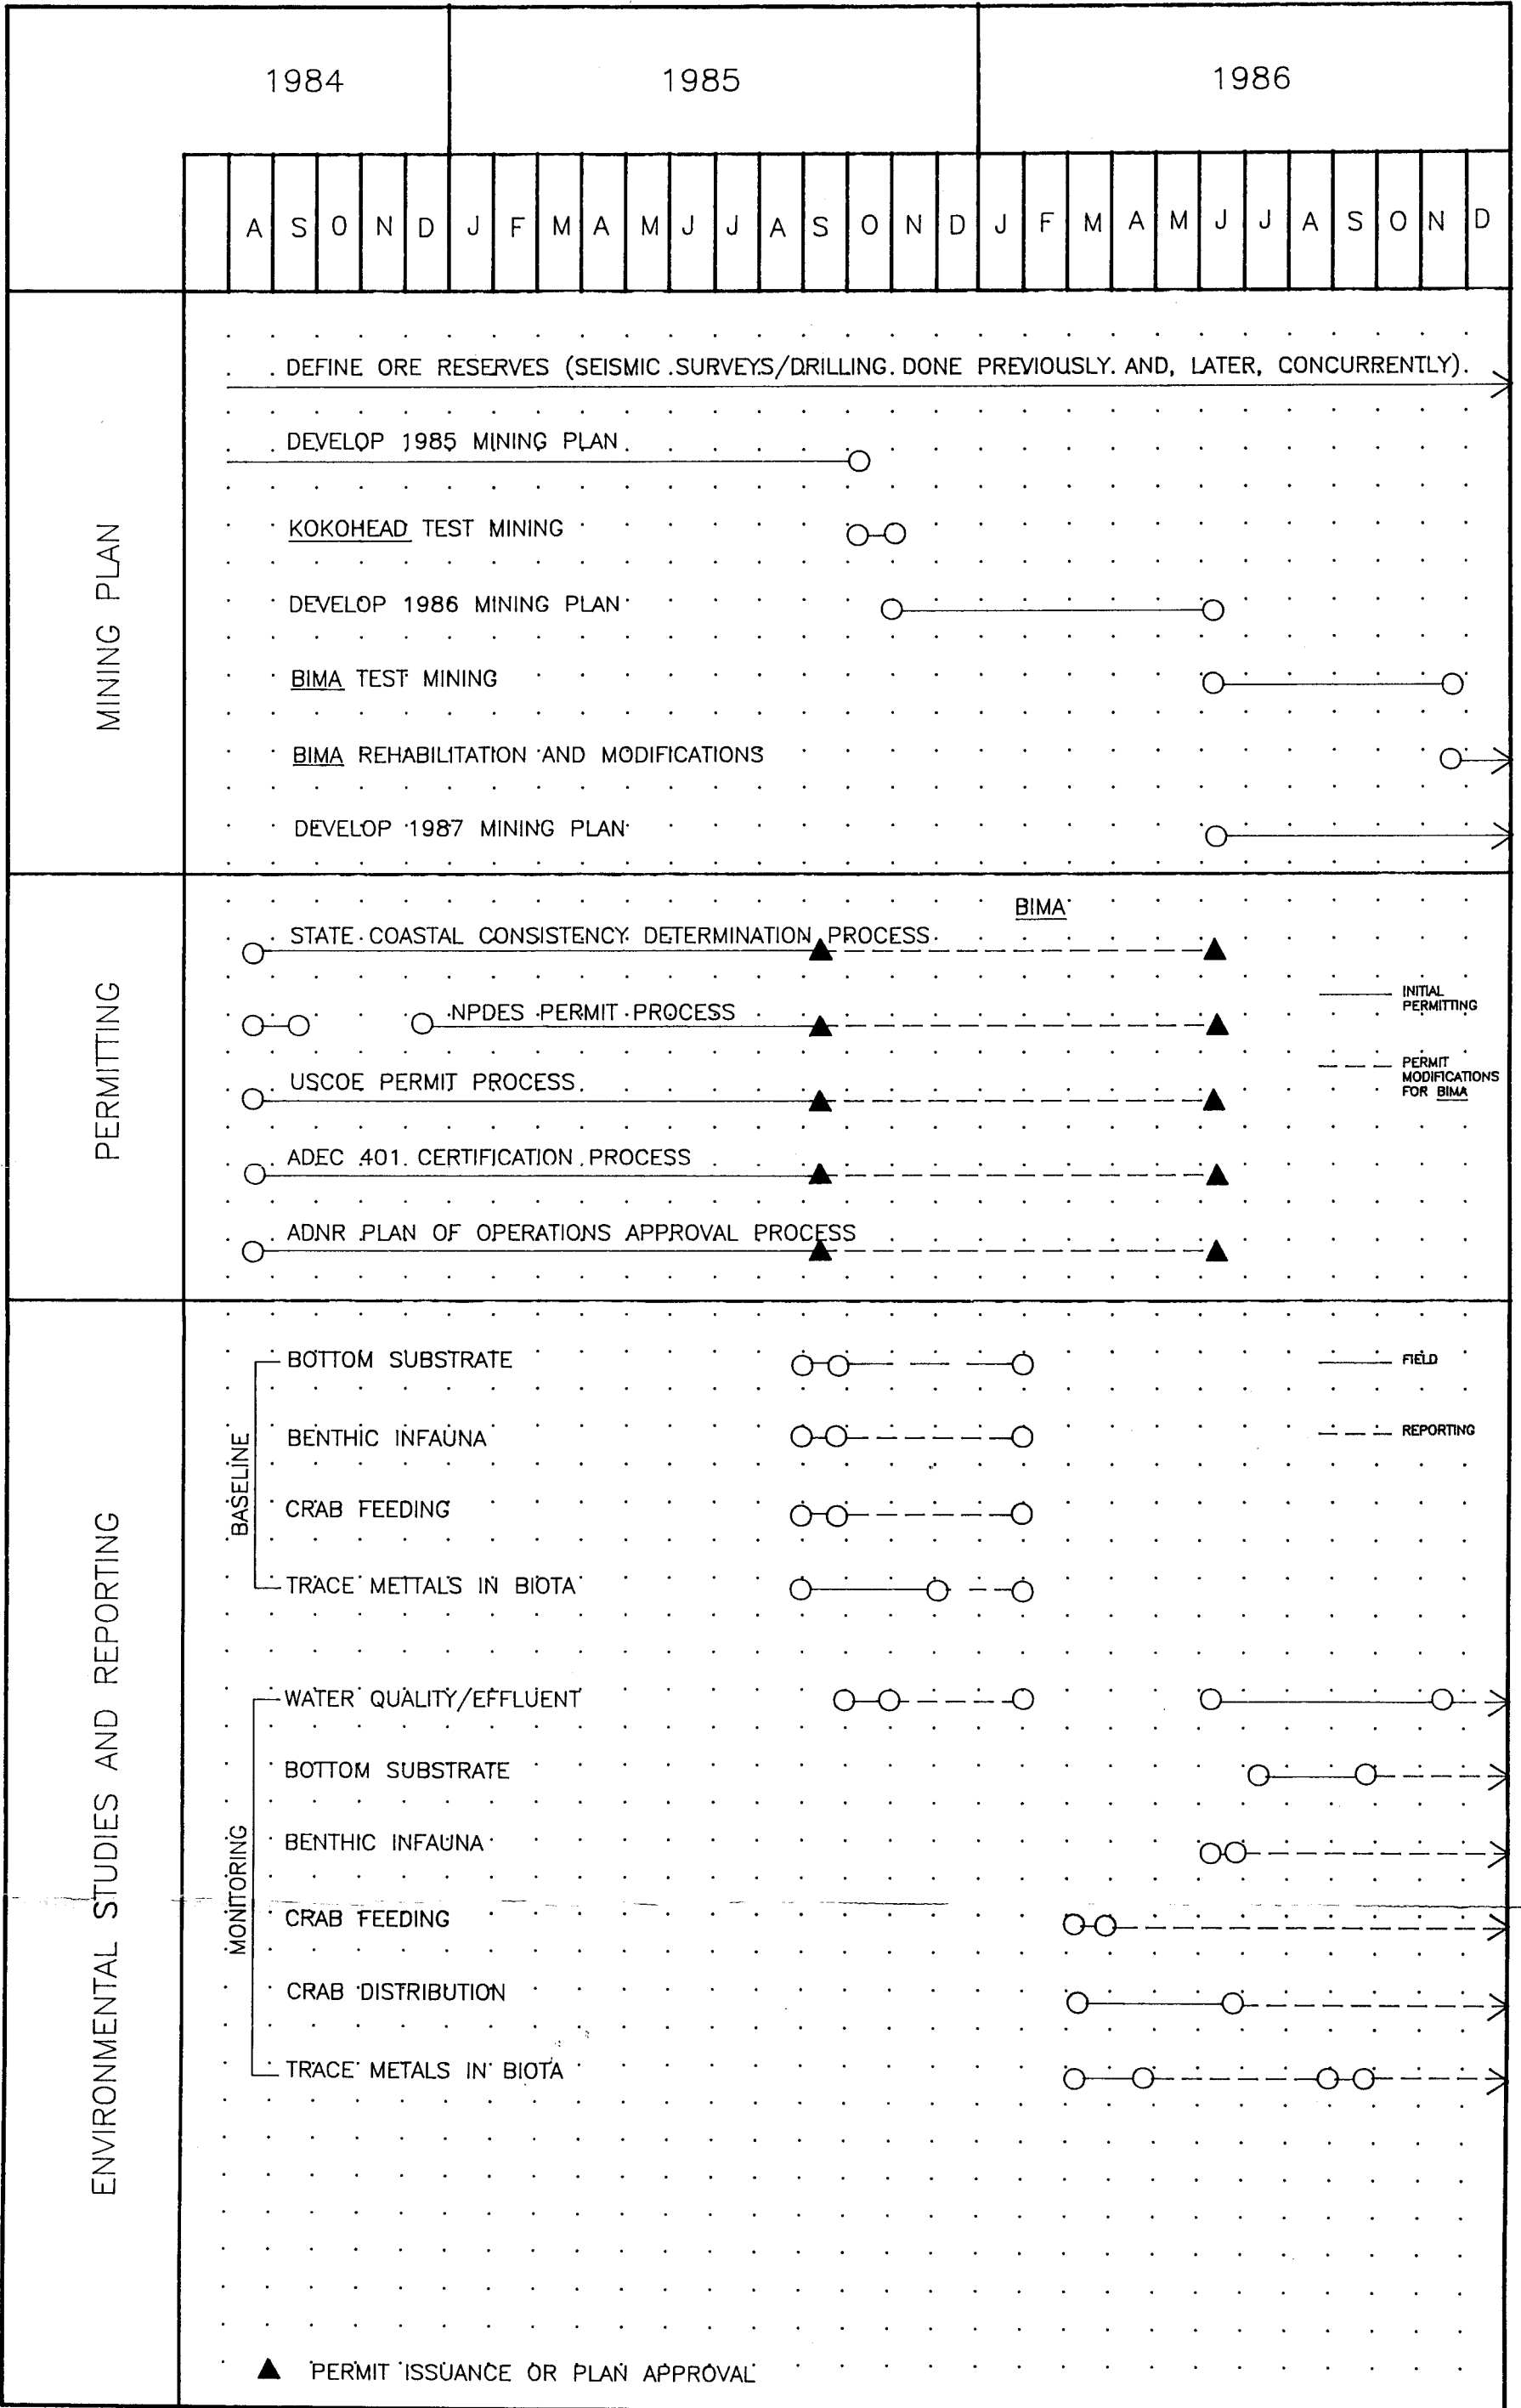 1984 1985 1986
A S O N D J F M A M J J A S O N D J F M A M J J A S O N D
MINING PLAN
DEFINE ORE RESERVES (SEISMIC SURVEYS/DRILLING DONE PREVIOUSLY AND, LATER, CONCURRENTLY)
DEVELOP 1985 MINING PLAN
KOKOHEAD TEST MINING
DEVELOP 1986 MINING PLAN
BIMA TEST MINING
BIMA REHABILITATION AND MODIFICATIONS
DEVELOP 1987 MINING PLAN
PERMITTING
BIMA
STATE COASTAL CONSISTENCY DETERMINATION PROCESS
NPDES PERMIT PROCESS
INITIAL
PERMITTING
USCOE PERMIT PROCESS
PERMIT
MODIFICATIONS
FOR BIMA
ADEC 401 CERTIFICATION PROCESS
ADNR PLAN OF OPERATIONS APPROVAL PROCESS
ENVIRONMENTAL STUDIES AND REPORTING
BASELINE
BOTTOM SUBSTRATE
FIELD
BENTHIC INFAUNA
REPORTING
CRAB FEEDING
TRACE METTALS IN BIOTA
MONITORING
WATER QUALITY/EFFLUENT
BOTTOM SUBSTRATE
BENTHIC INFAUNA
CRAB FEEDING
CRAB DISTRIBUTION
TRACE METALS IN BIOTA
▲ PERMIT ISSUANCE OR PLAN APPROVAL